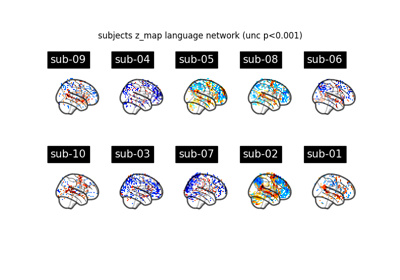 subjects z_map language network (unc p<0.001)
sub-09 sub-04 sub-05 sub-08 sub-06
sub-10 sub-03 sub-07 sub-02 sub-01